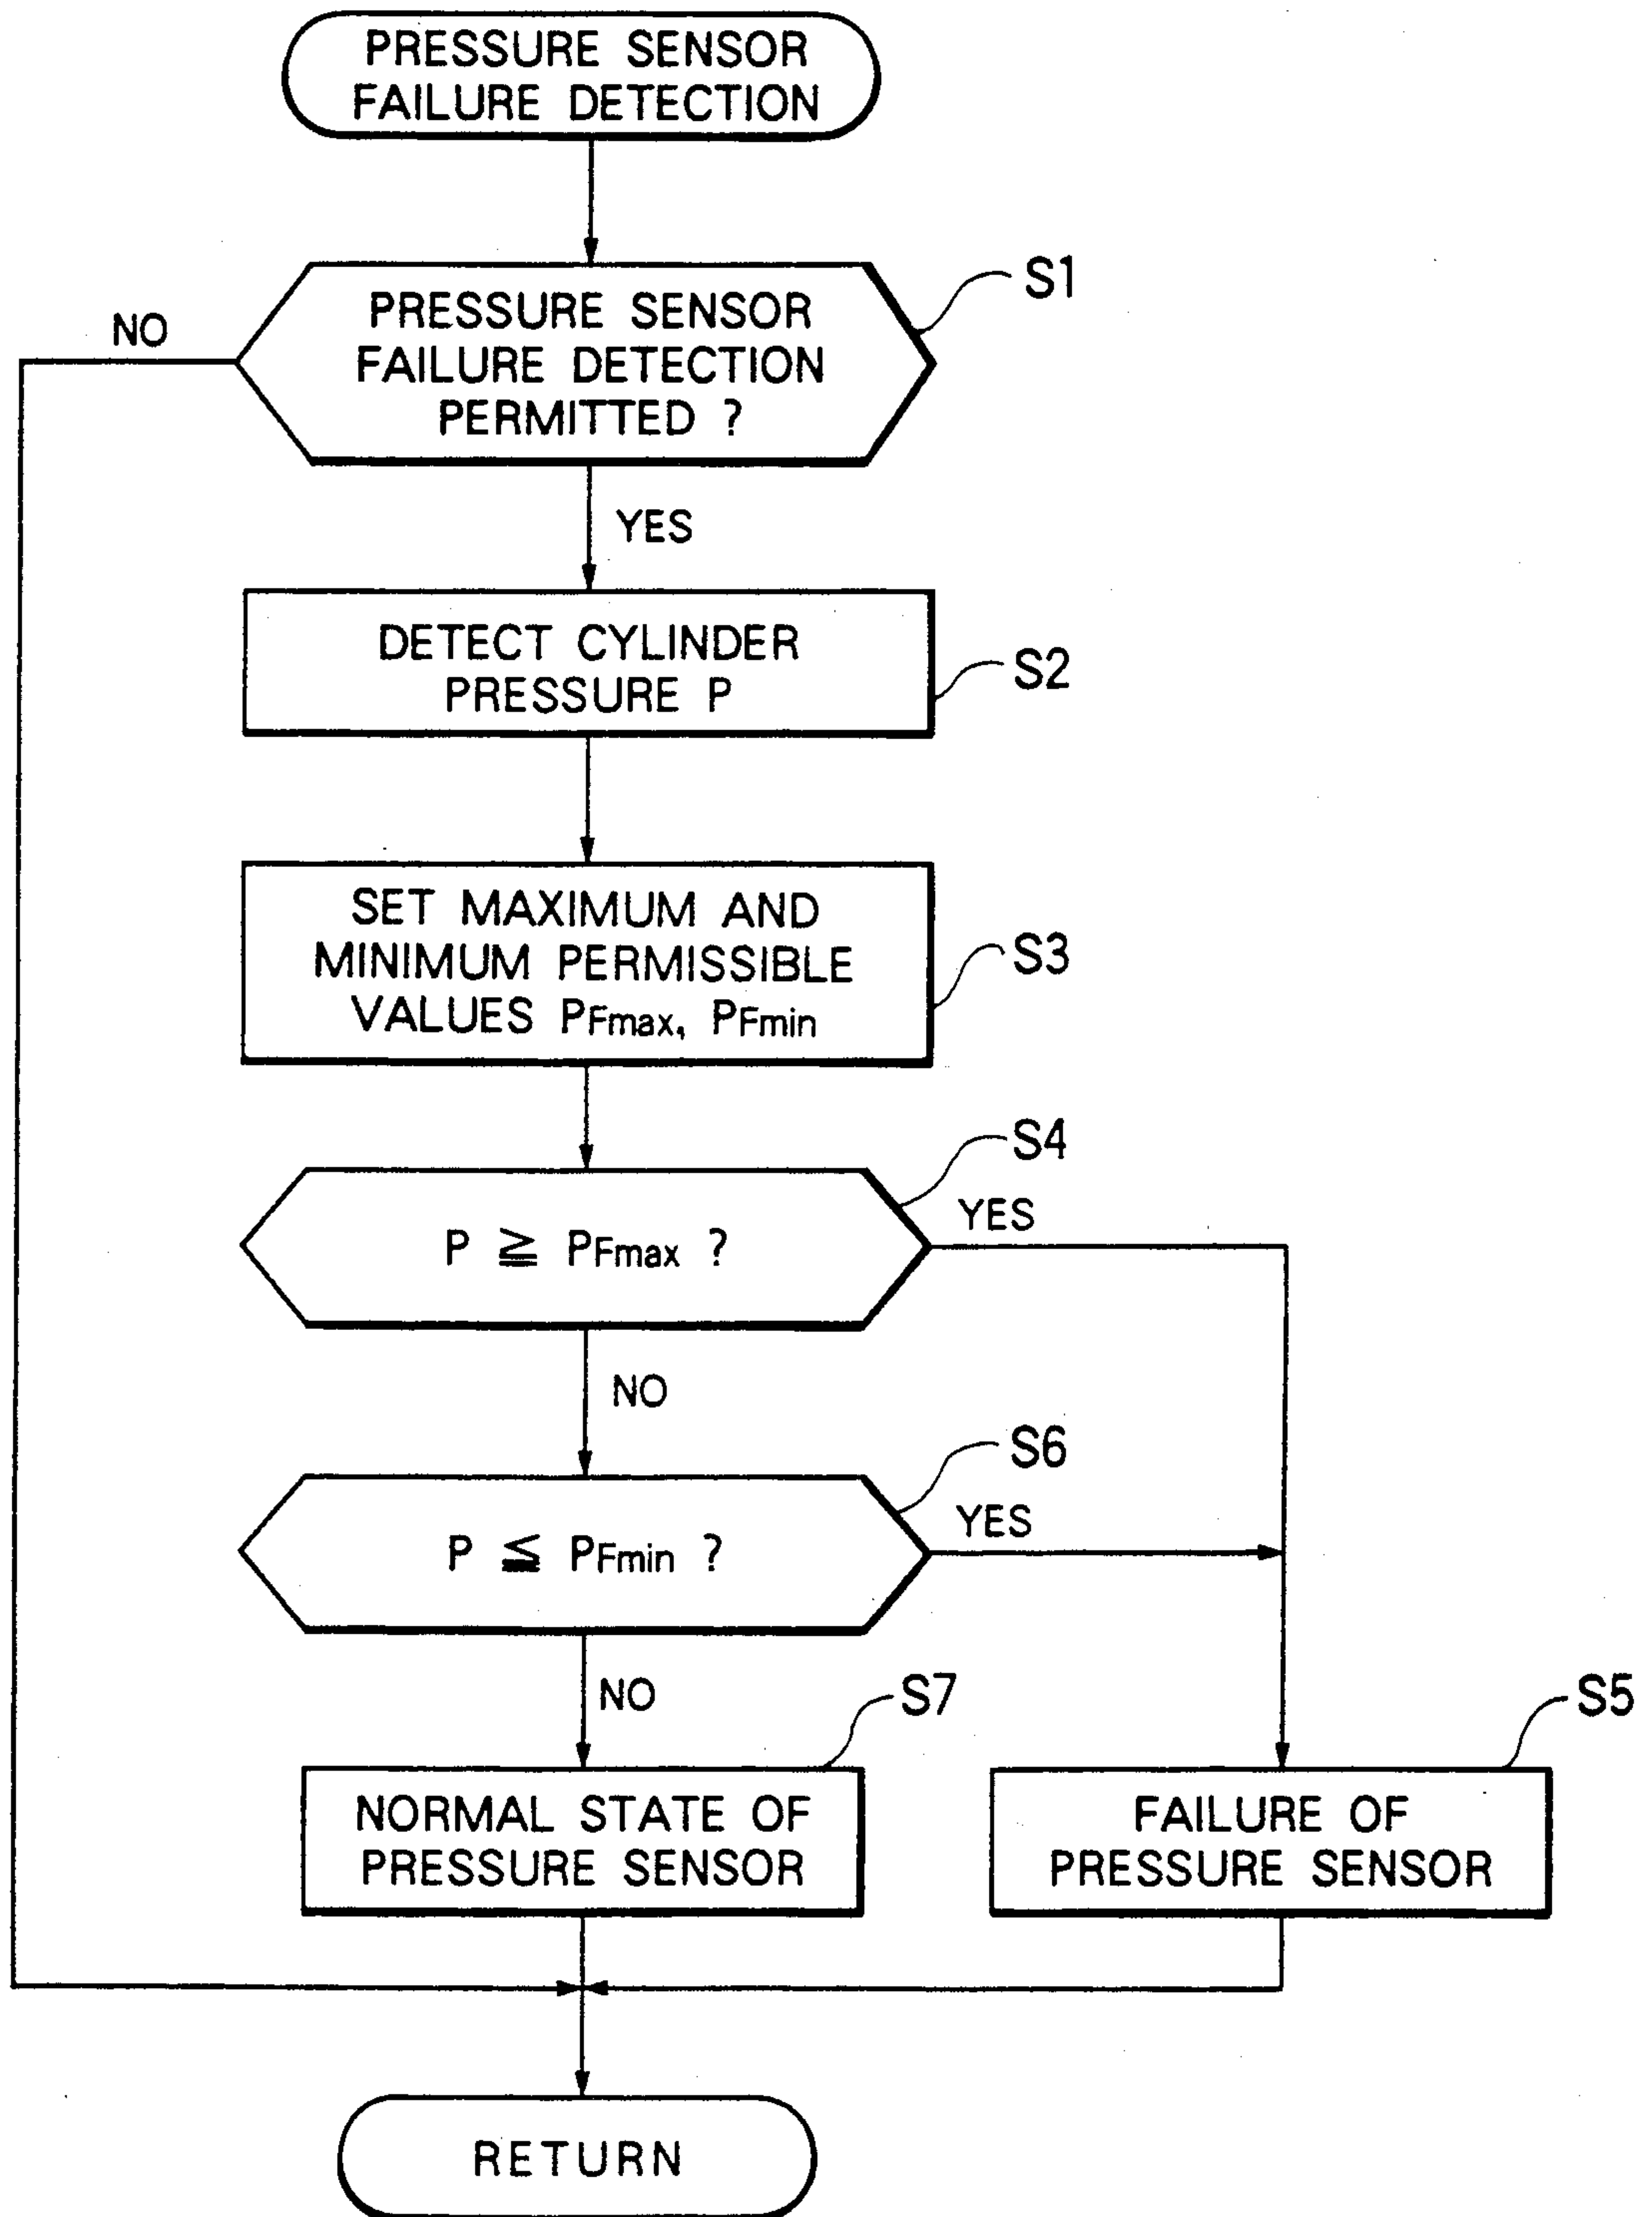 PRESSURE SENSOR
FAILURE DETECTION
S1
PRESSURE SENSOR
FAILURE DETECTION
PERMITTED ?
NO
YES
DETECT CYLINDER
PRESSURE P
S2
SET MAXIMUM AND
MINIMUM PERMISSIBLE
VALUES PFmax, PFmin
S3
S4
P ≧ PFmax ?
YES
NO
S6
P ≦ PFmin ?
YES
NO
S7
S5
NORMAL STATE OF
PRESSURE SENSOR
FAILURE OF
PRESSURE SENSOR
RETURN